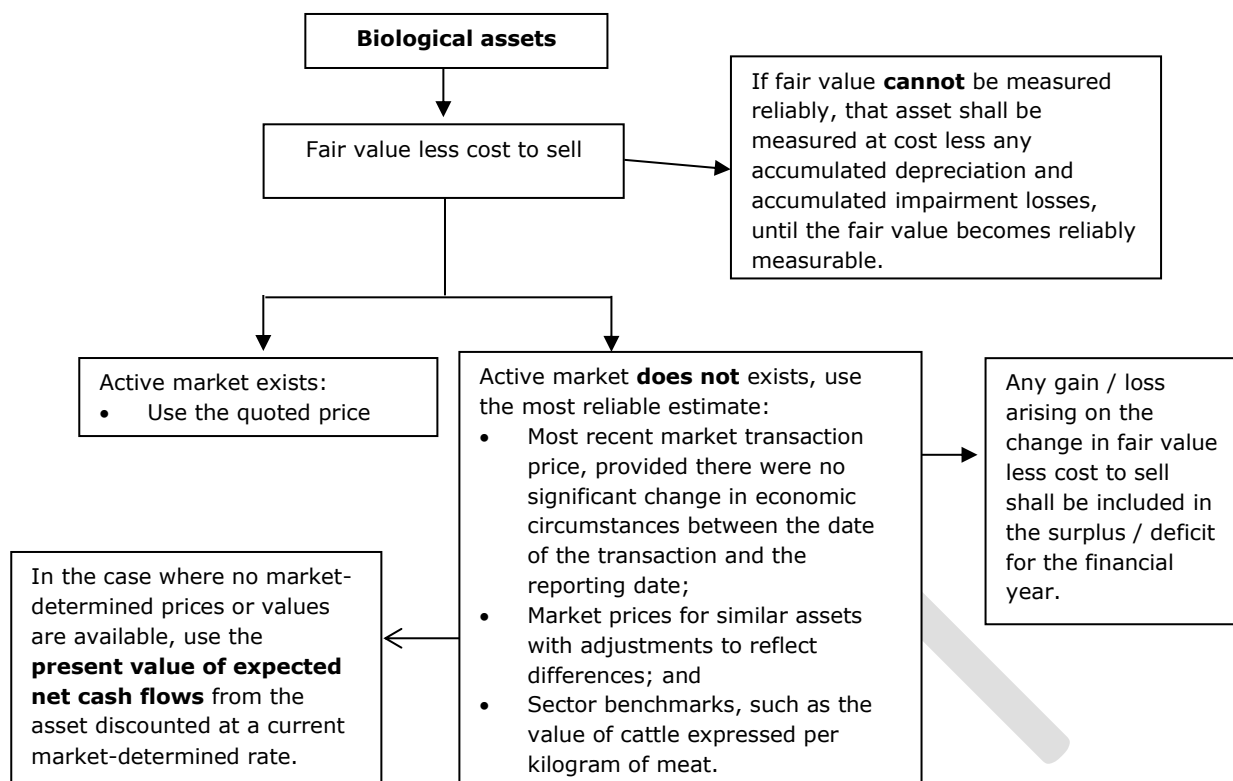 Biological assets
Fair value less cost to sell
If fair value cannot be measured
reliably, that asset shall be
measured at cost less any
accumulated depreciation and
accumulated impairment losses,
until the fair value becomes reliably
measurable.
Active market exists:
• Use the quoted price
Active market does not exists, use
the most reliable estimate:
• Most recent market transaction
price, provided there were no
significant change in economic
circumstances between the date
of the transaction and the
reporting date;
• Market prices for similar assets
with adjustments to reflect
differences; and
• Sector benchmarks, such as the
value of cattle expressed per
kilogram of meat.
Any gain / loss
arising on the
change in fair value
less cost to sell
shall be included in
the surplus / deficit
for the financial
year.
In the case where no market-
determined prices or values
are available, use the
present value of expected
net cash flows from the
asset discounted at a current
market-determined rate.